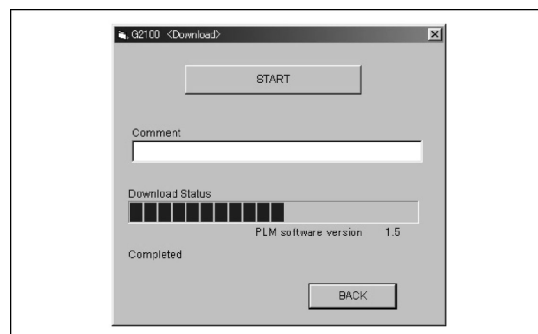 G2100 <Download>
START
Comment
Download Status
PLM software version 1.5
Completed
BACK